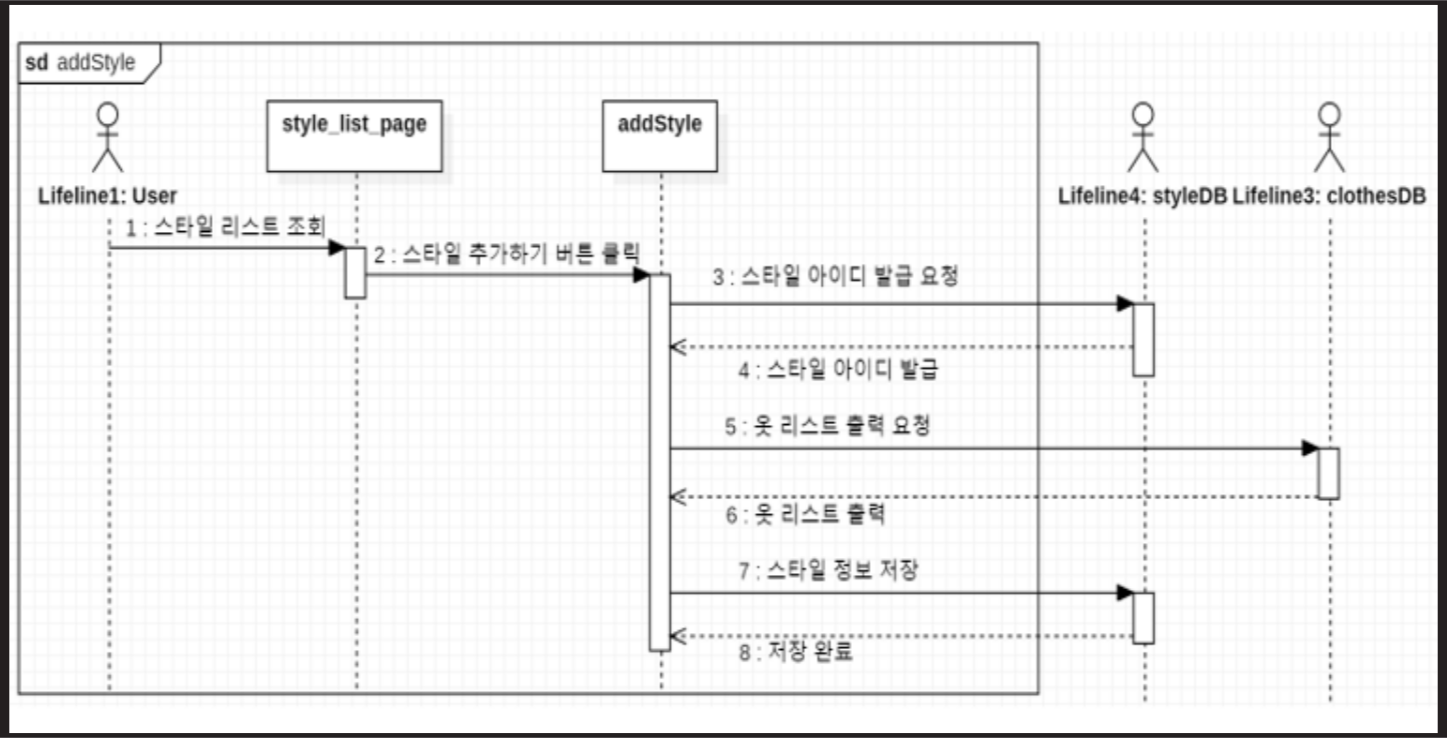 sd addStyle
style_list_page
addStyle
Lifeline1: User
Lifeline4: styleDB
Lifeline3: clothesDB
1 : 스타일 리스트 조회
2 : 스타일 추가하기 버튼 클릭
3 : 스타일 아이디 발급 요청
4 : 스타일 아이디 발급
5 : 옷 리스트 출력 요청
6 : 옷 리스트 출력
7 : 스타일 정보 저장
8 : 저장 완료